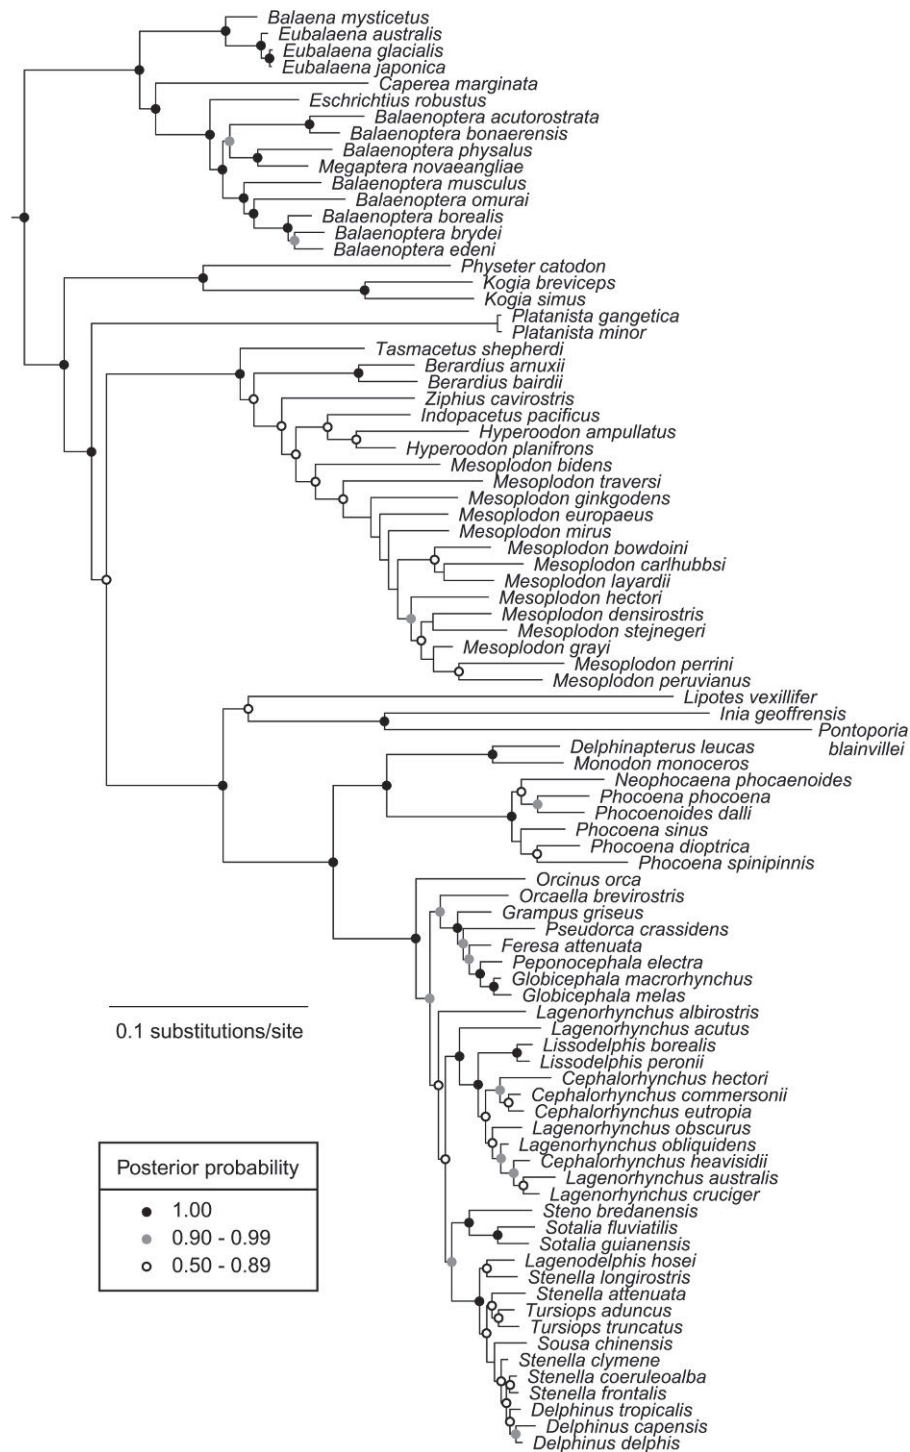 Balaena mysticetus
Eubalaena australis
Eubalaena glacialis
Eubalaena japonica
Caperea marginata
Eschrichtius robustus
Balaenoptera acutorostrata
Balaenoptera bonaerensis
Balaenoptera physalus
Megaptera novaeangliae
Balaenoptera musculus
Balaenoptera omurai
Balaenoptera borealis
Balaenoptera brydei
Balaenoptera edeni
Physeter catodon
Kogia breviceps
Kogia simus
Platanista gangetica
Platanista minor
Tasmacetus shepherdi
Berardius arnuxii
Berardius bairdii
Ziphius cavirostris
Indopacetus pacificus
Hyperoodon ampullatus
Hyperoodon planifrons
Mesoplodon bidens
Mesoplodon traversi
Mesoplodon ginkgodens
Mesoplodon europaeus
Mesoplodon mirus
Mesoplodon bowdoini
Mesoplodon carlhubbsi
Mesoplodon layardii
Mesoplodon hectori
Mesoplodon densirostris
Mesoplodon stejnegeri
Mesoplodon grayi
Mesoplodon perrini
Mesoplodon peruvianus
Lipotes vexillifer
Inia geoffrensis
Pontoporia
blainvillei
Delphinapterus leucas
Monodon monoceros
Neophocaena phocaenoides
Phocoena phocoena
Phocoenoides dalli
Phocoena sinus
Phocoena dioptrica
Phocoena spinipinnis
Orcinus orca
Orcaella brevirostris
Grampus griseus
Pseudorca crassidens
Feresa attenuata
Peponocephala electra
Globicephala macrorhynchus
Globicephala melas
Lagenorhynchus albirostris
Lagenorhynchus acutus
Lissodelphis borealis
Lissodelphis peronii
Cephalorhynchus hectori
Cephalorhynchus commersonii
Cephalorhynchus eutropia
Lagenorhynchus obscurus
Lagenorhynchus obliquidens
Cephalorhynchus heavisidii
Lagenorhynchus australis
Lagenorhynchus cruciger
Steno bredanensis
Sotalia fluviatilis
Sotalia guianensis
Lagenodelphis hosei
Stenella longirostris
Stenella attenuata
Tursiops aduncus
Tursiops truncatus
Sousa chinensis
Stenella clymene
Stenella coeruleoalba
Stenella frontalis
Delphinus tropicalis
Delphinus capensis
Delphinus delphis
0.1 substitutions/site
Posterior probability
1.00
0.90 - 0.99
0.50 - 0.89